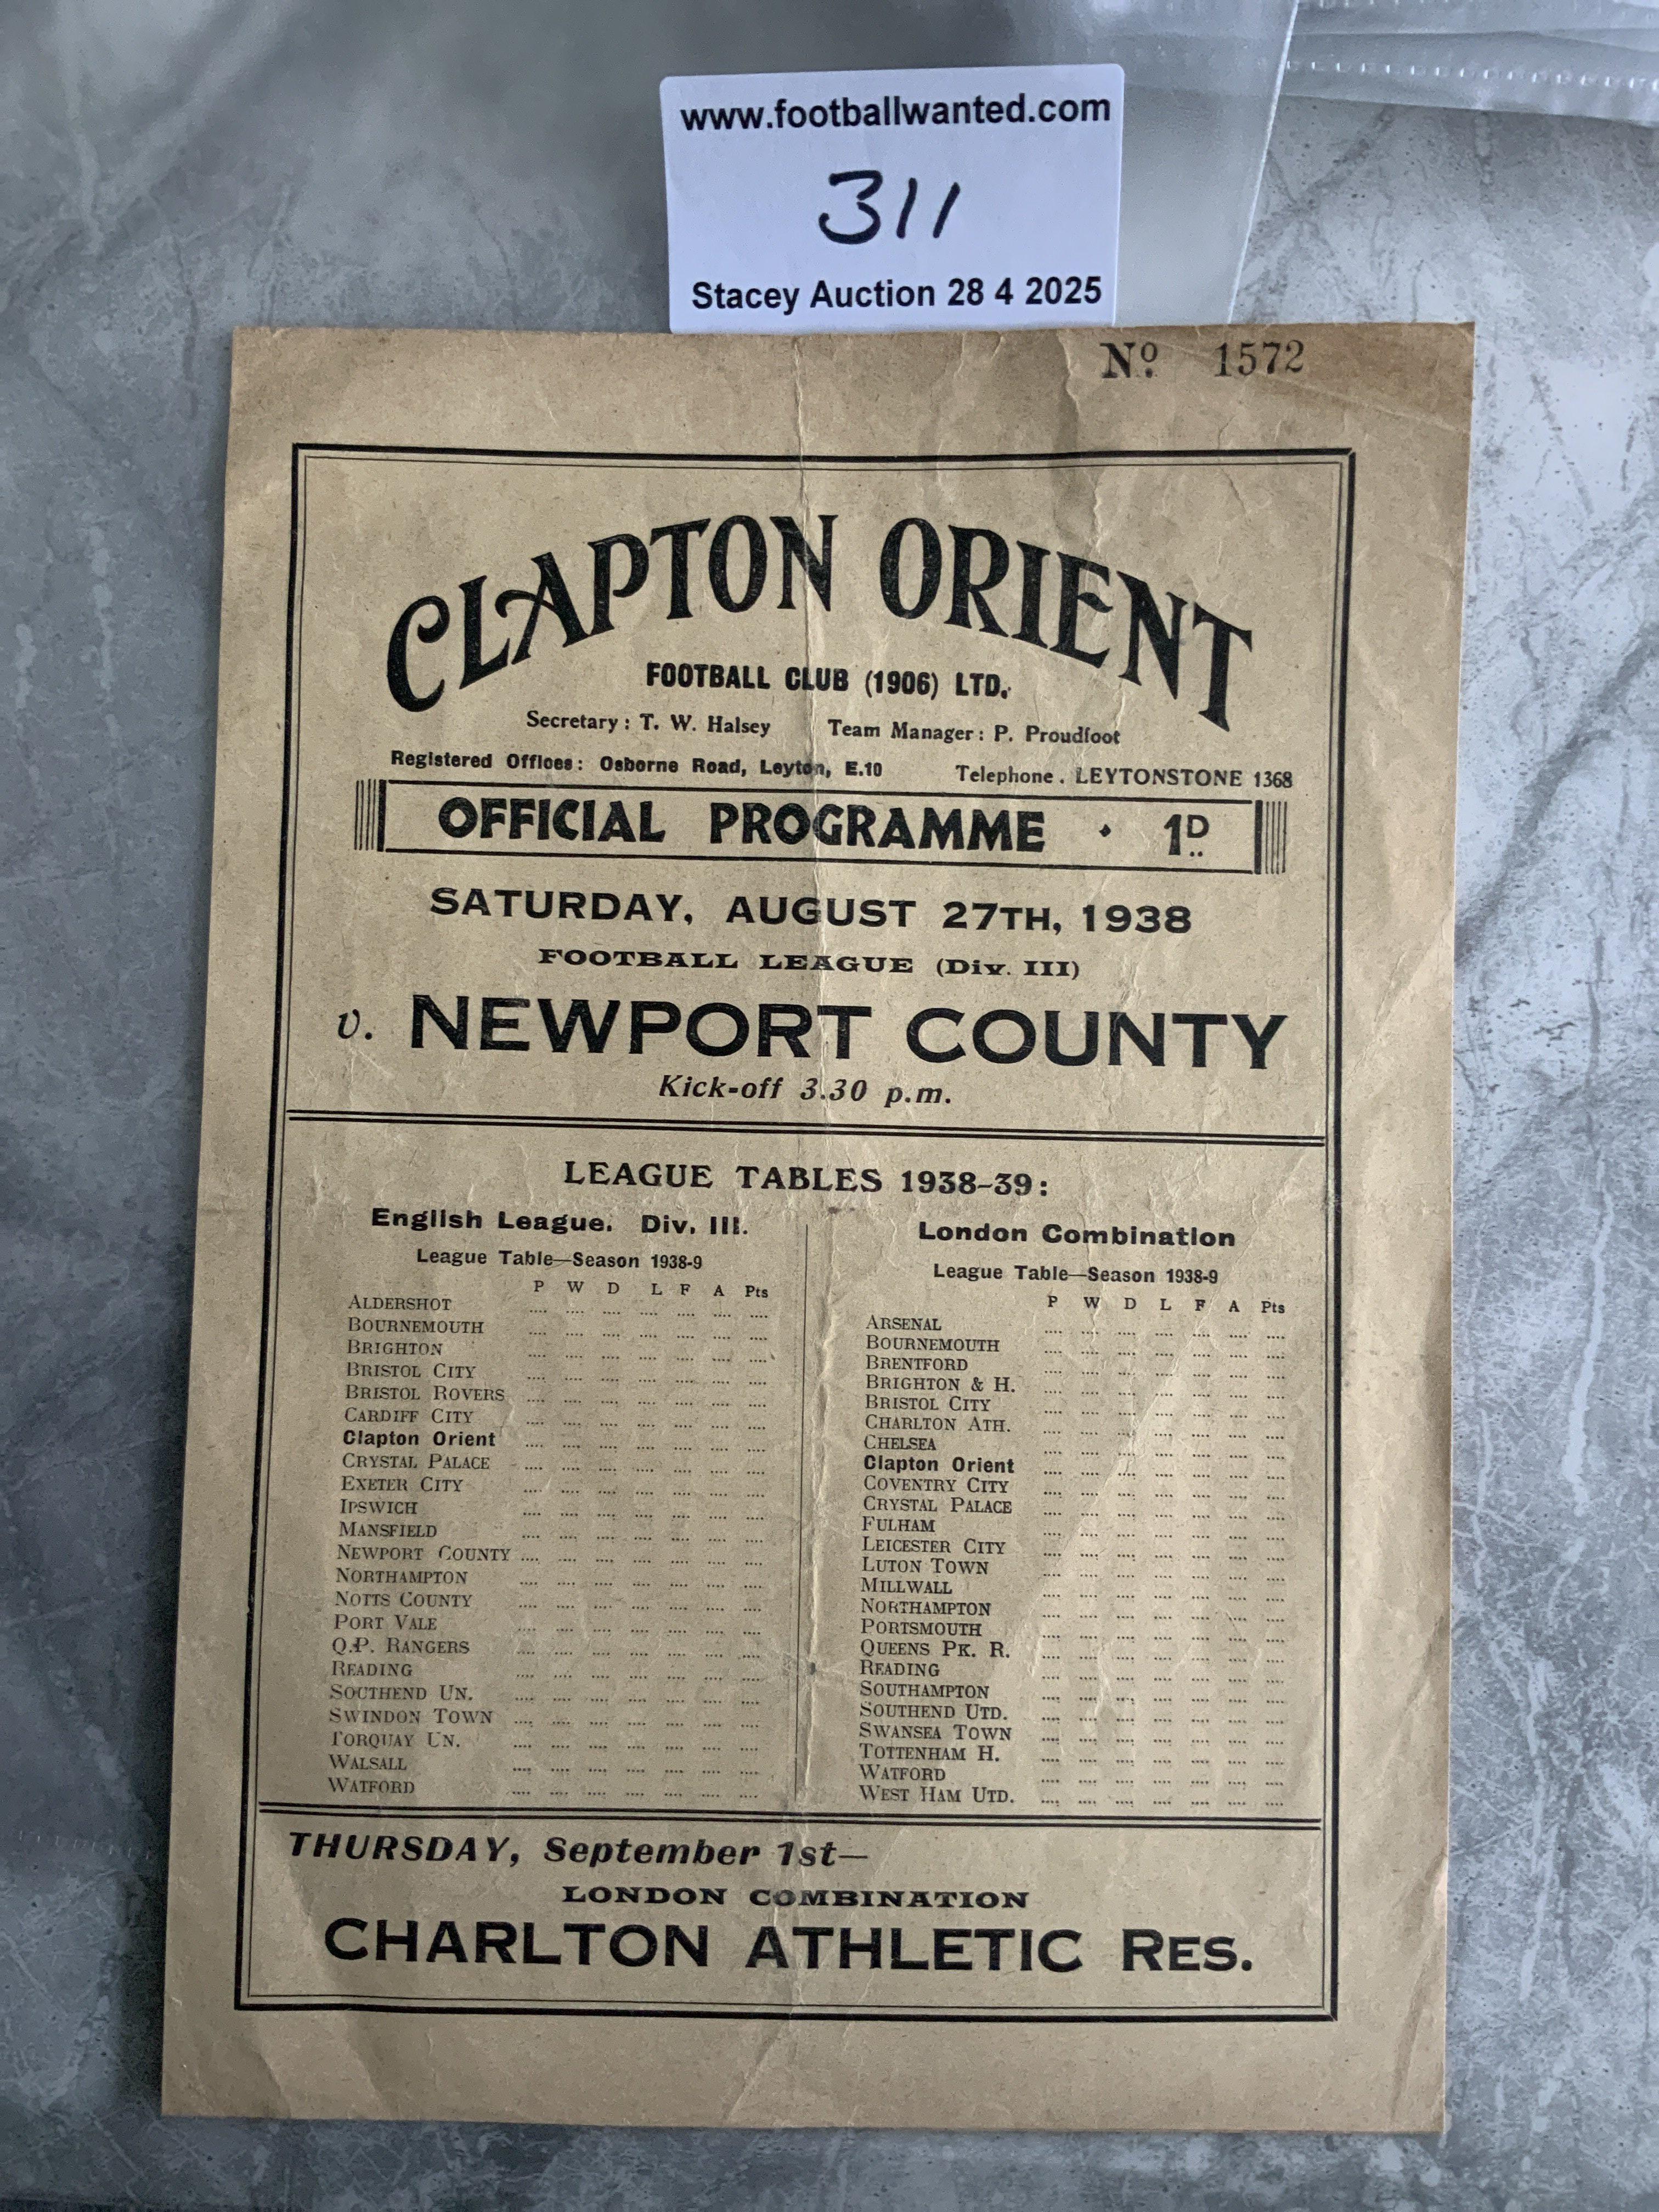 www.footballwanted.com
311
Stacey Auction 28 4 2025
No. 1572
CLAPTON ORIENT
FOOTBALL CLUB (1906) LTD.
Secretary: T. W. Halsey Team Manager: P. Proudfoot
Registered Offices: Osborne Road, Leyton, E.10 Telephone. LEYTONSTONE 1368
OFFICIAL PROGRAMME · 1D.
SATURDAY, AUGUST 27TH, 1938
FOOTBALL LEAGUE (Div. III)
v. NEWPORT COUNTY
Kick-off 3.30 p.m.
LEAGUE TABLES 1938-39:
English League. Div. III.
League Table—Season 1938-9
P W D L F A Pts
ALDERSHOT
BOURNEMOUTH
BRIGHTON
BRISTOL CITY
BRISTOL ROVERS
CARDIFF CITY
Clapton Orient
CRYSTAL PALACE
EXETER CITY
IPSWICH
MANSFIELD
NEWPORT COUNTY
NORTHAMPTON
NOTTS COUNTY
PORT VALE
Q.P. RANGERS
READING
SOUTHEND UN.
SWINDON TOWN
TORQUAY UN.
WALSALL
WATFORD
London Combination
League Table—Season 1938-9
P W D L F A Pts
ARSENAL
BOURNEMOUTH
BRENTFORD
BRIGHTON & H.
BRISTOL CITY
CHARLTON ATH.
CHELSEA
Clapton Orient
COVENTRY CITY
CRYSTAL PALACE
FULHAM
LEICESTER CITY
LUTON TOWN
MILLWALL
NORTHAMPTON
PORTSMOUTH
QUEENS PK. R.
READING
SOUTHAMPTON
SOUTHEND UTD.
SWANSEA TOWN
TOTTENHAM H.
WATFORD
WEST HAM UTD.
THURSDAY, September 1st—
LONDON COMBINATION
CHARLTON ATHLETIC RES.